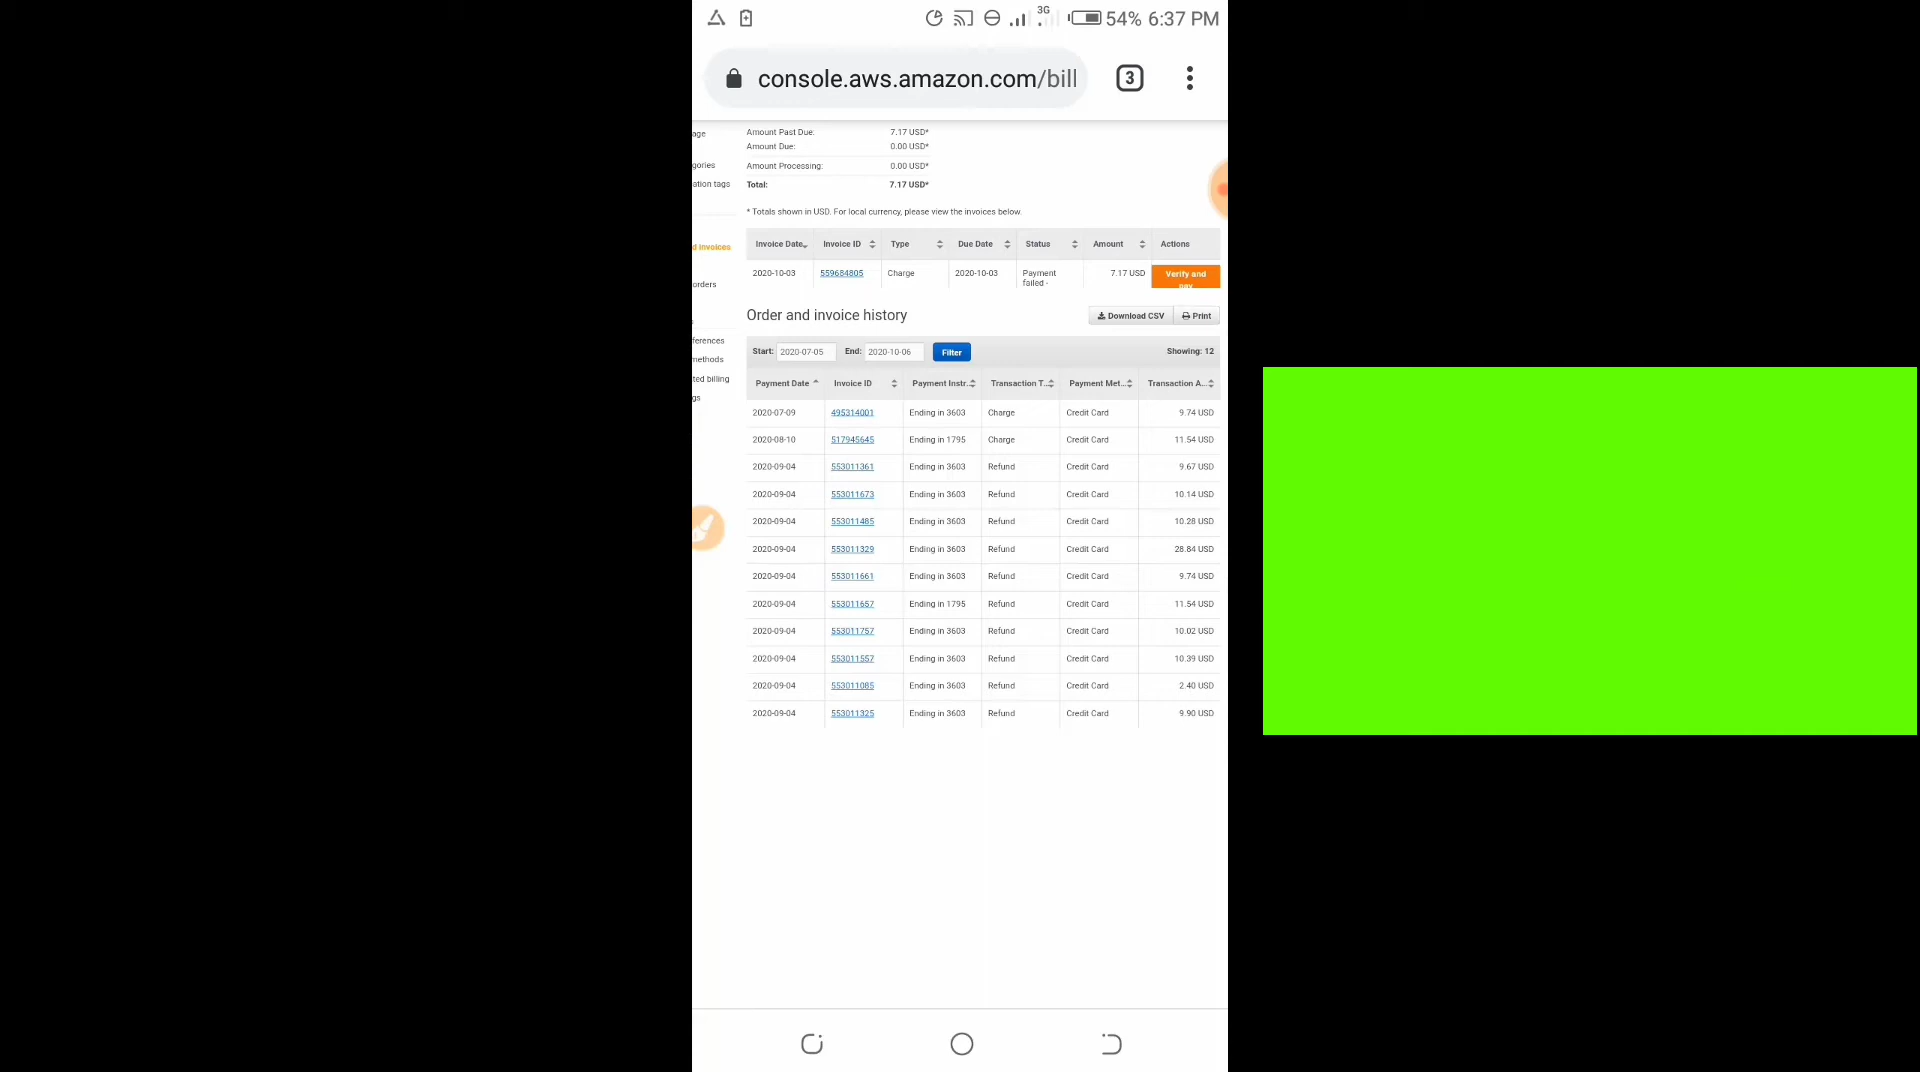 3G
54% 6:37 PM
console.aws.amazon.com/bill
3
age
Amount Past Due: 7.17 USD*
Amount Due: 0.00 USD*
gories
Amount Processing: 0.00 USD*
ation tags
Total: 7.17 USD*
* Totals shown in USD. For local currency, please view the invoices below.
d invoices
Invoice Date Invoice ID Type Due Date Status Amount Actions
2020-10-03 559684805 Charge 2020-10-03 Payment failed - 7.17 USD Verify and pay
orders
s
Order and invoice history
Download CSV Print
ferences
Start: 2020-07-05 End: 2020-10-06 Filter Showing: 12
methods
ted billing
gs
Payment Date Invoice ID Payment Instr... Transaction T... Payment Met... Transaction A...
2020-07-09 495314001 Ending in 3603 Charge Credit Card 9.74 USD
2020-08-10 517945645 Ending in 1795 Charge Credit Card 11.54 USD
2020-09-04 553011361 Ending in 3603 Refund Credit Card 9.67 USD
2020-09-04 553011673 Ending in 3603 Refund Credit Card 10.14 USD
2020-09-04 553011485 Ending in 3603 Refund Credit Card 10.28 USD
2020-09-04 553011329 Ending in 3603 Refund Credit Card 28.84 USD
2020-09-04 553011661 Ending in 3603 Refund Credit Card 9.74 USD
2020-09-04 553011657 Ending in 1795 Refund Credit Card 11.54 USD
2020-09-04 553011757 Ending in 3603 Refund Credit Card 10.02 USD
2020-09-04 553011557 Ending in 3603 Refund Credit Card 10.39 USD
2020-09-04 553011085 Ending in 3603 Refund Credit Card 2.40 USD
2020-09-04 553011325 Ending in 3603 Refund Credit Card 9.90 USD